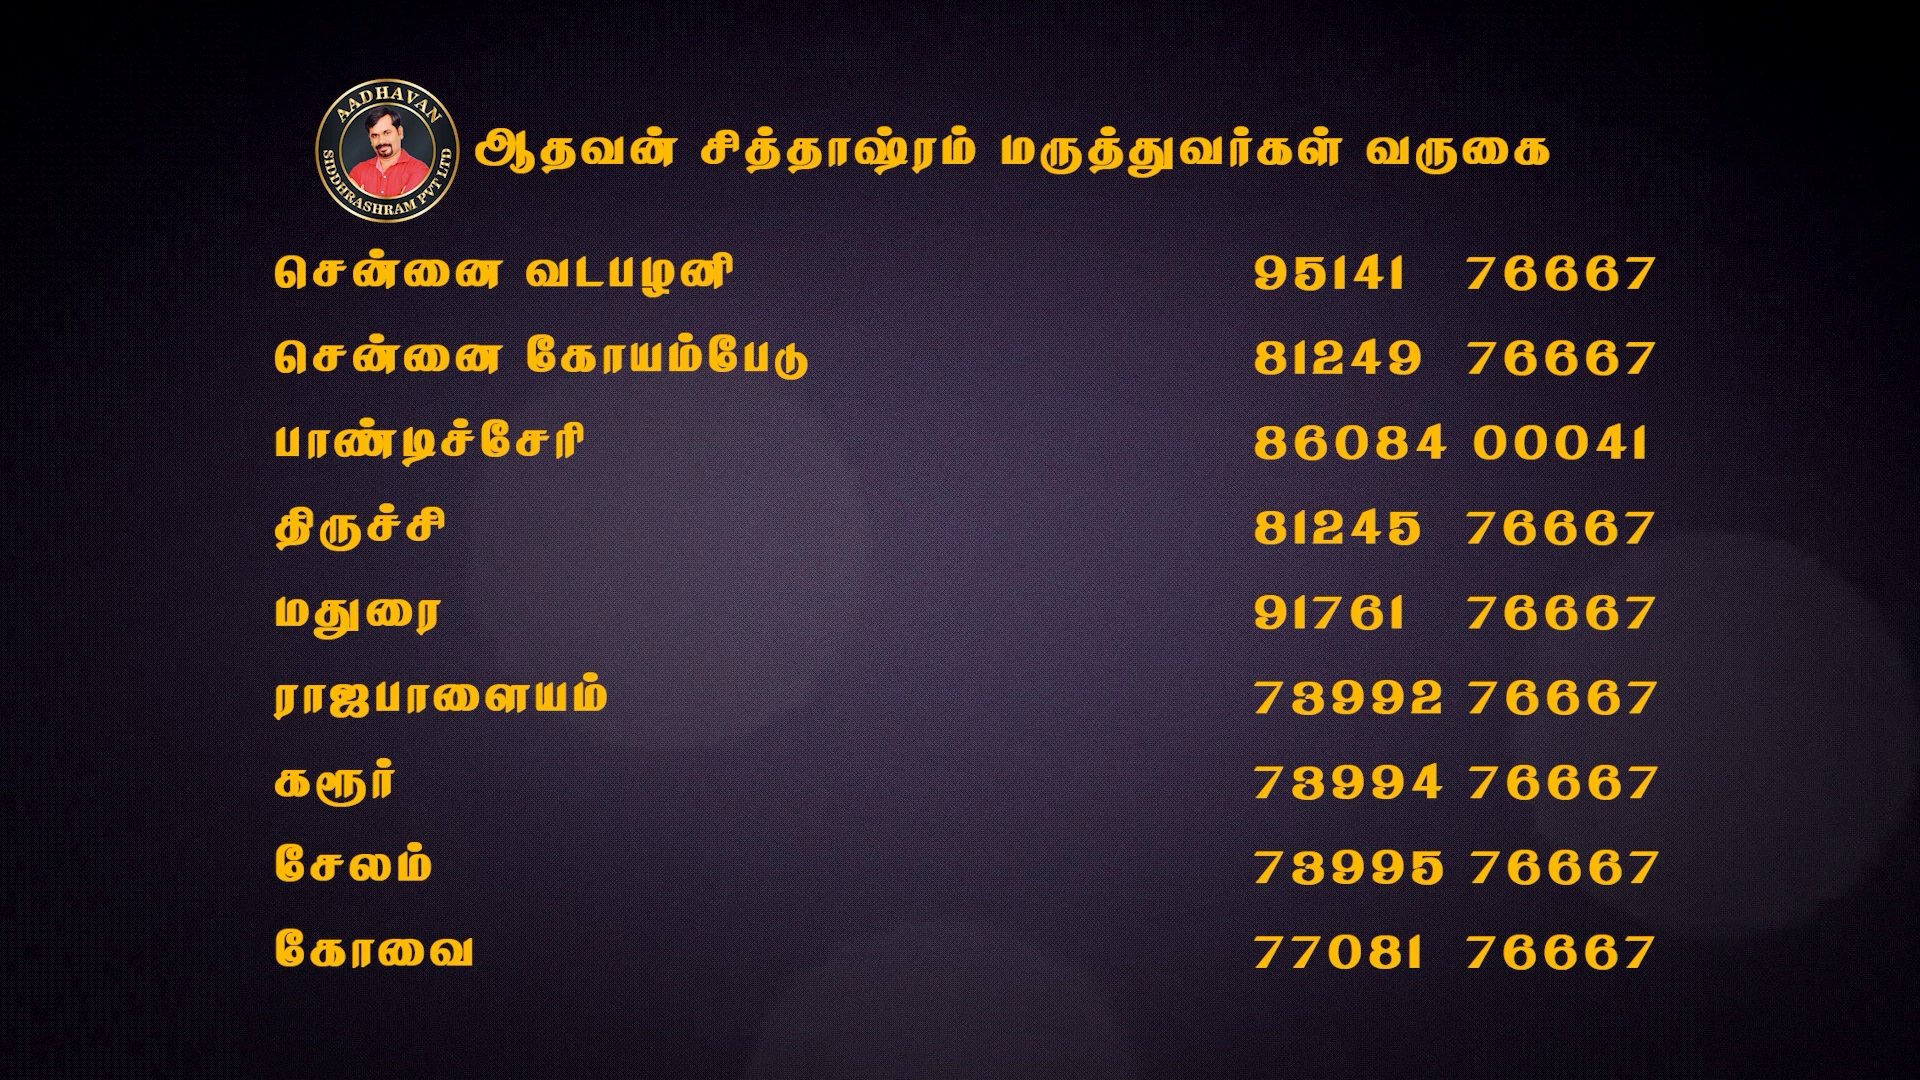 AADHAVAN
SIDDHRASHRAM PVT LTD
ஆதவன் சித்தாஷ்ரம் மருத்துவர்கள் வருகை
சென்னை வடபழனி 95141 76667
சென்னை கோயம்பேடு 81249 76667
பாண்டிச்சேரி 86084 00041
திருச்சி 81245 76667
மதுரை 91761 76667
ராஜபாளையம் 73992 76667
கரூர் 73994 76667
சேலம் 73995 76667
கோவை 77081 76667